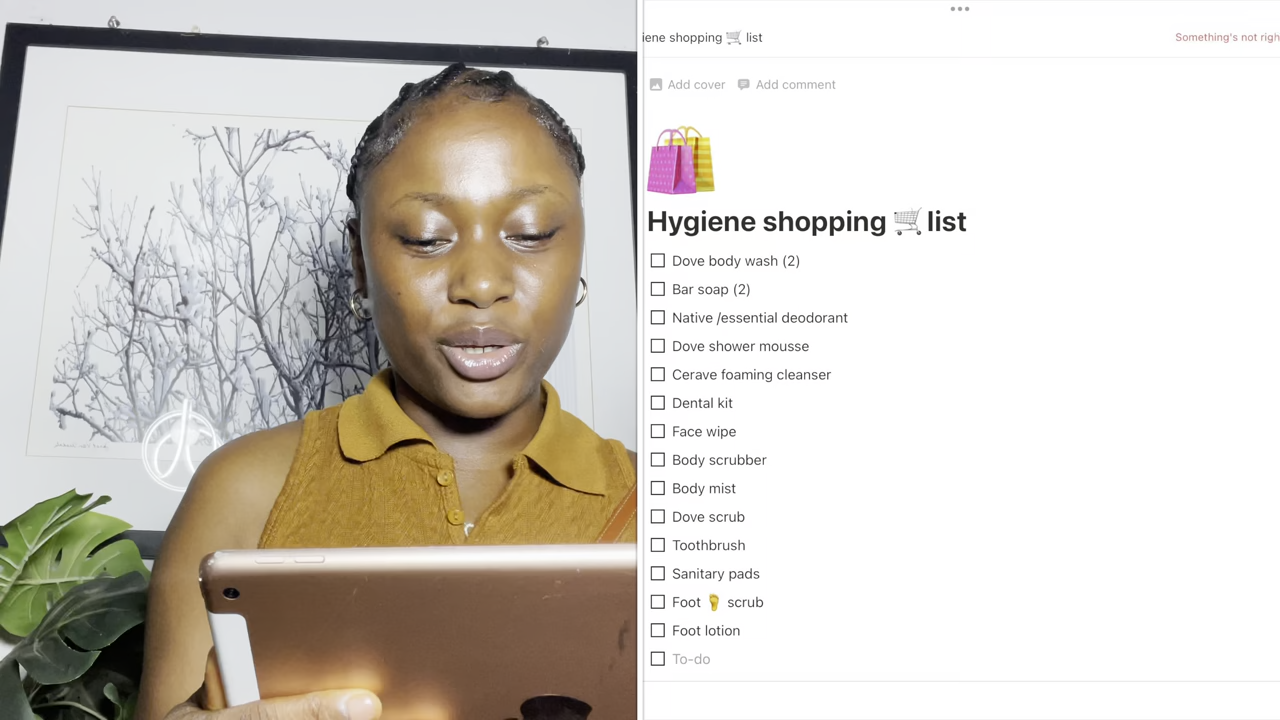 iene shopping 🛒 list
Something's not righ
Add cover Add comment
Hygiene shopping 🛒 list
Dove body wash (2)
Bar soap (2)
Native /essential deodorant
Dove shower mousse
Cerave foaming cleanser
Dental kit
Face wipe
Body scrubber
Body mist
Dove scrub
Toothbrush
Sanitary pads
Foot 🦶 scrub
Foot lotion
To-do